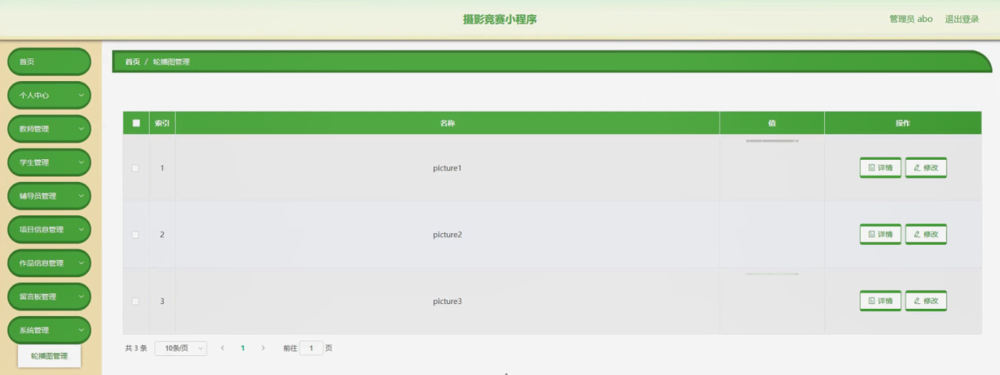 摄影竞赛小程序
管理员 abo 退出登录
首页
个人中心
教师管理
学生管理
辅导员管理
项目信息管理
作品信息管理
留言板管理
系统管理
轮播图管理
首页 / 轮播图管理
索引 名称 值 操作
1 picture1 详情 修改
2 picture2 详情 修改
3 picture3 详情 修改
共 3 条 10条/页 1 前往 1 页